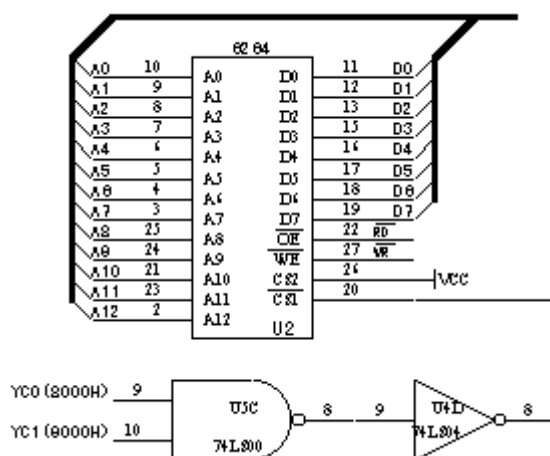 6264
A0 10 A0 D0 11 D0
A1 9 A1 D1 12 D1
A2 8 A2 D2 13 D2
A3 7 A3 D3 15 D3
A4 6 A4 D4 16 D4
A5 5 A5 D5 17 D5
A6 4 A6 D6 18 D6
A7 3 A7 D7 19 D7
A8 25 A8 OE 22 RD
A9 24 A9 WE 27 WR
A10 21 A10 CS2 26 VCC
A11 23 A11 CS1 20
A12 2 A12
U2
YC0(8000H) 9 U5C 8 9 U4D 8
YC1(9000H) 10 74LS00 74LS04